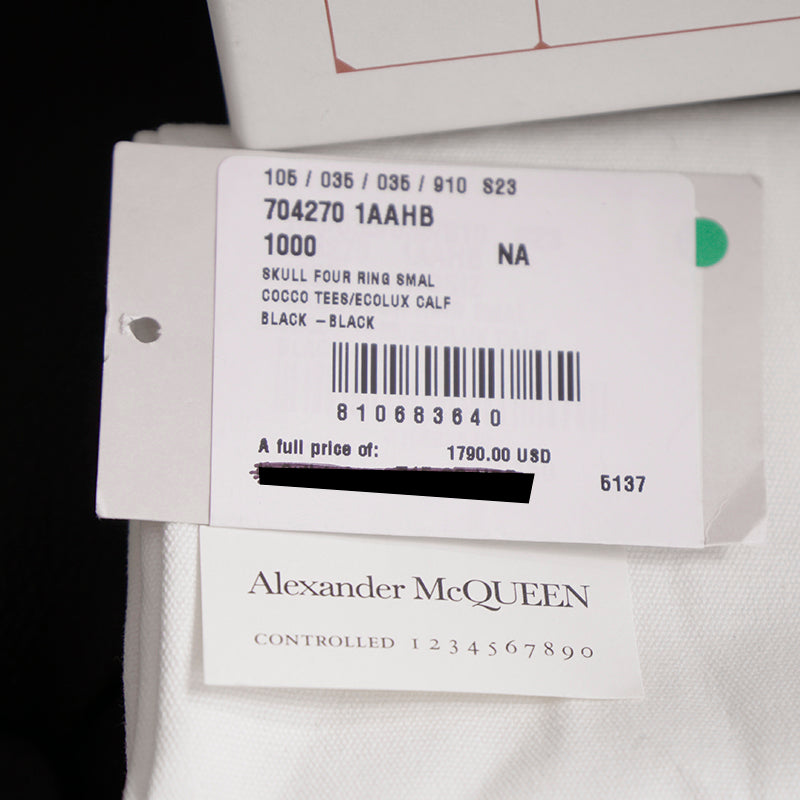 105 / 035 / 035 / 910 S23
704270 1AAHB
1000 NA
SKULL FOUR RING SMAL
COCCO TEES/ECOLUX CALF
BLACK -BLACK
810683640
A full price of: 1790.00 USD
5137
Alexander McQUEEN
CONTROLLED 1 2 3 4 5 6 7 8 9 0